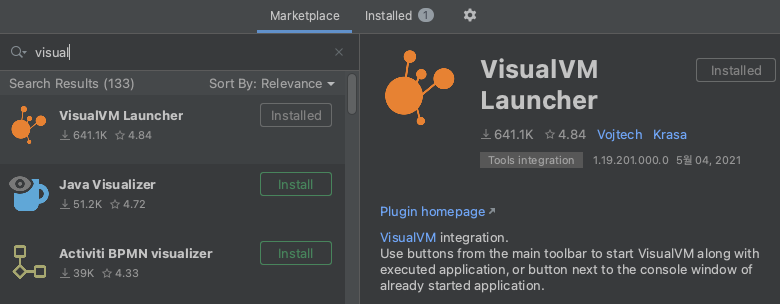 Marketplace Installed 1
visual
Search Results (133) Sort By: Relevance
VisualVM Launcher Installed
641.1K 4.84
Java Visualizer Install
51.2K 4.72
Activiti BPMN visualizer Install
39K 4.33
VisualVM Installed
Launcher
641.1K 4.84 Vojtech Krasa
Tools integration 1.19.201.000.0 5월 04, 2021
Plugin homepage
VisualVM integration.
Use buttons from the main toolbar to start VisualVM along with
executed application, or button next to the console window of
already started application.